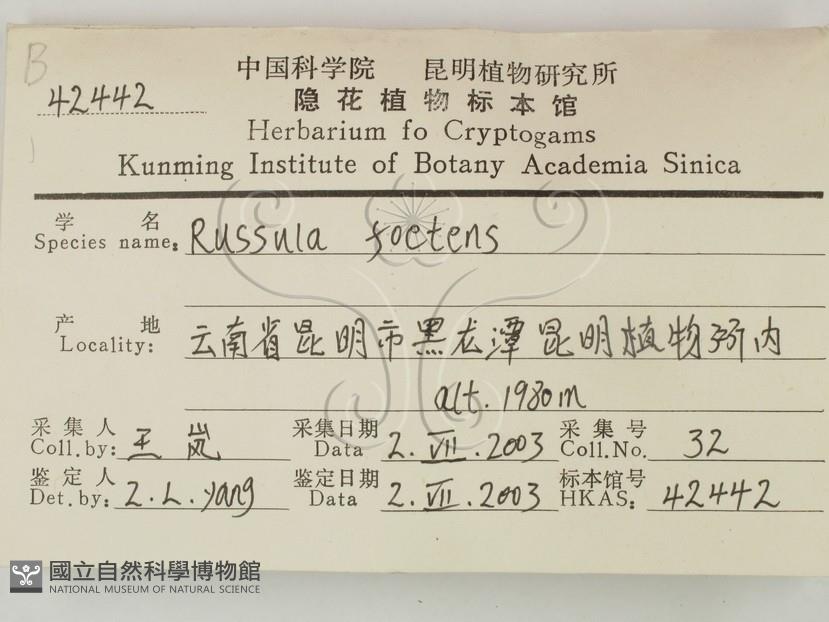 B
42442
中国科学院 昆明植物研究所
隐花植物标本馆
Herbarium fo Cryptogams
Kunming Institute of Botany Academia Sinica
学名
Species name: Russula foetens
产地
Locality: 云南省昆明市黑龙潭昆明植物所内
alt. 1980m
采集人 采集日期 采集号
Coll.by: 王岚 Data 2.VII.2003 Coll.No. 32
鉴定人 鉴定日期 标本馆号
Det.by: Z.L.yang Data 2.VII.2003 HKAS: 42442
國立自然科學博物館
NATIONAL MUSEUM OF NATURAL SCIENCE